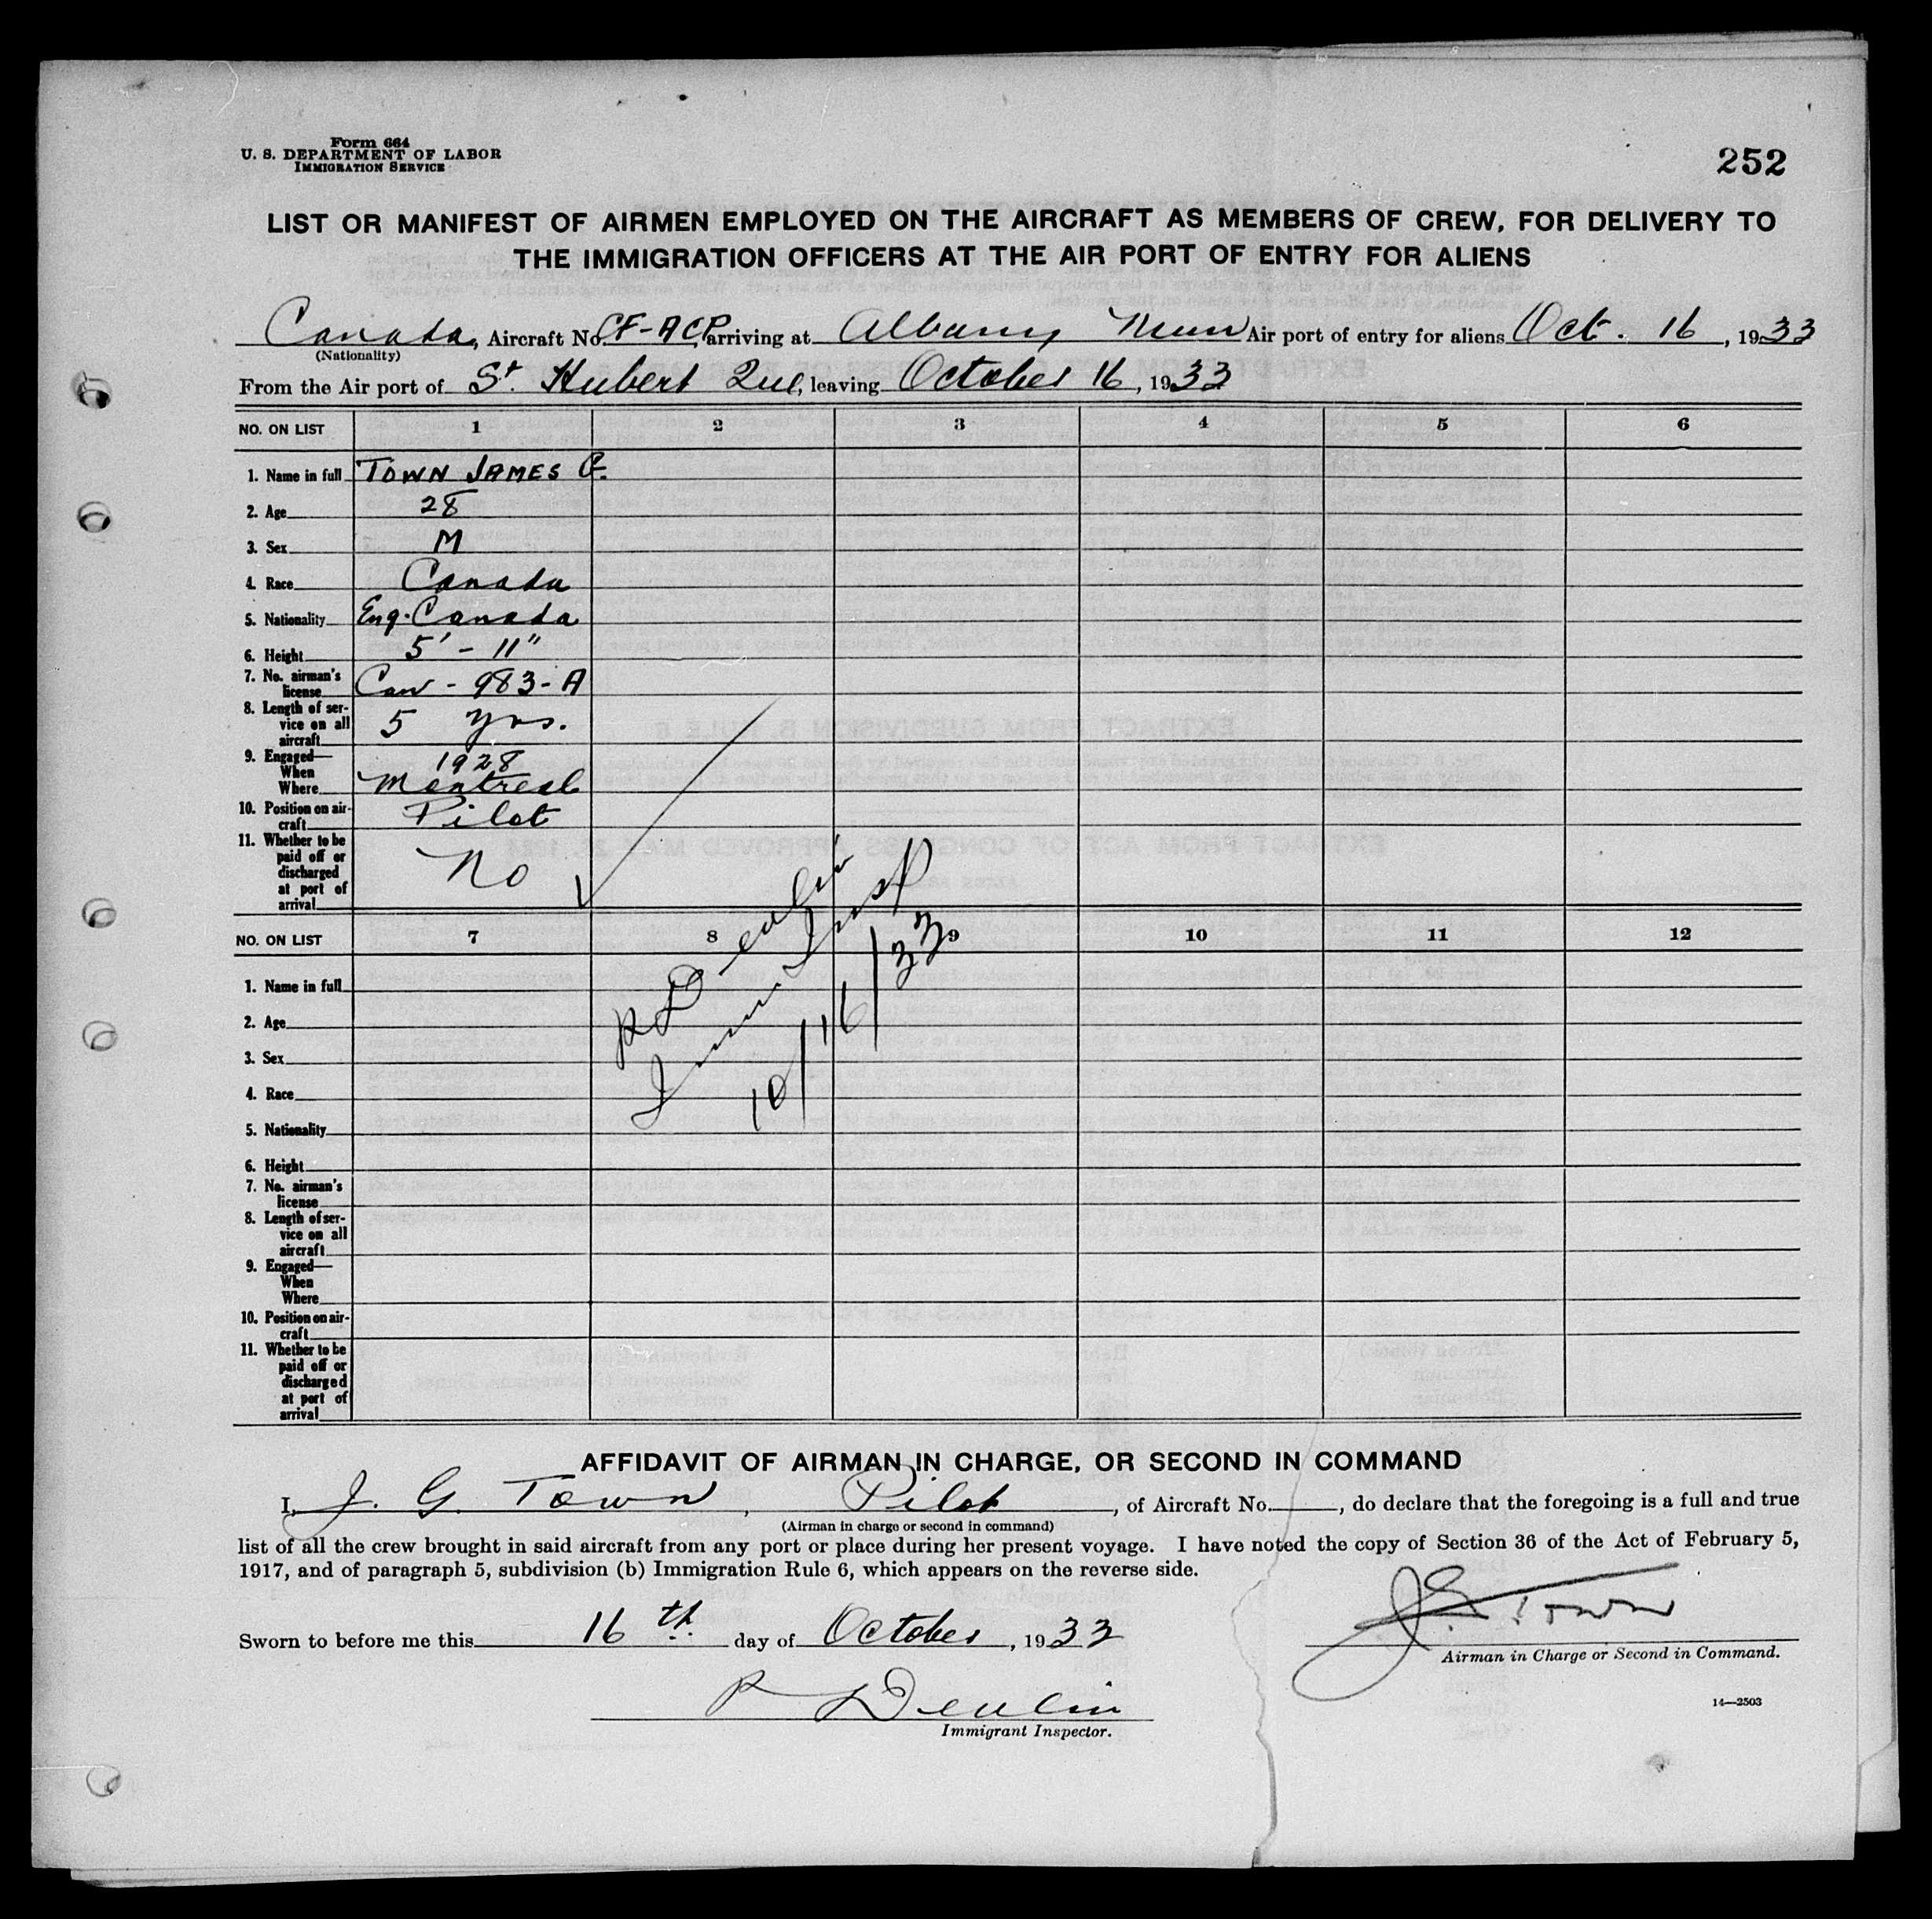 Form 664
U. S. DEPARTMENT OF LABOR
IMMIGRATION SERVICE
252
LIST OR MANIFEST OF AIRMEN EMPLOYED ON THE AIRCRAFT AS MEMBERS OF CREW, FOR DELIVERY TO
THE IMMIGRATION OFFICERS AT THE AIR PORT OF ENTRY FOR ALIENS
Canada, Aircraft No. CF-ACP, arriving at Albany Mun Air port of entry for aliens Oct. 16, 1933
(Nationality)
From the Air port of St. Hubert Que, leaving October 16, 1933
NO. ON LIST 1 2 3 4 5 6
1. Name in full TOWN JAMES G.
2. Age 28
3. Sex M
4. Race Canada
5. Nationality Eng. Canada
6. Height 5' - 11"
7. No. airman's
license Can - 983 - A
8. Length of ser-
vice on all
aircraft 5 yrs.
9. Engaged—
When 1928
Where Montreal
10. Position on air-
craft Pilot
11. Whether to be
paid off or
discharged
at port of
arrival No
NO. ON LIST 7 8 9 10 11 12
R Devlin
Immn Insp
10/16/33
1. Name in full
2. Age
3. Sex
4. Race
5. Nationality
6. Height
7. No. airman's
license
8. Length of ser-
vice on all
aircraft
9. Engaged—
When
Where
10. Position on air-
craft
11. Whether to be
paid off or
discharged
at port of
arrival
AFFIDAVIT OF AIRMAN IN CHARGE, OR SECOND IN COMMAND
I, J. G. Town, Pilot, of Aircraft No. , do declare that the foregoing is a full and true
(Airman in charge or second in command)
list of all the crew brought in said aircraft from any port or place during her present voyage. I have noted the copy of Section 36 of the Act of February 5,
1917, and of paragraph 5, subdivision (b) Immigration Rule 6, which appears on the reverse side.
J. G. Town
Sworn to before me this 16th day of October, 1933
Airman in Charge or Second in Command.
R Devlin
14—2503
Immigrant Inspector.